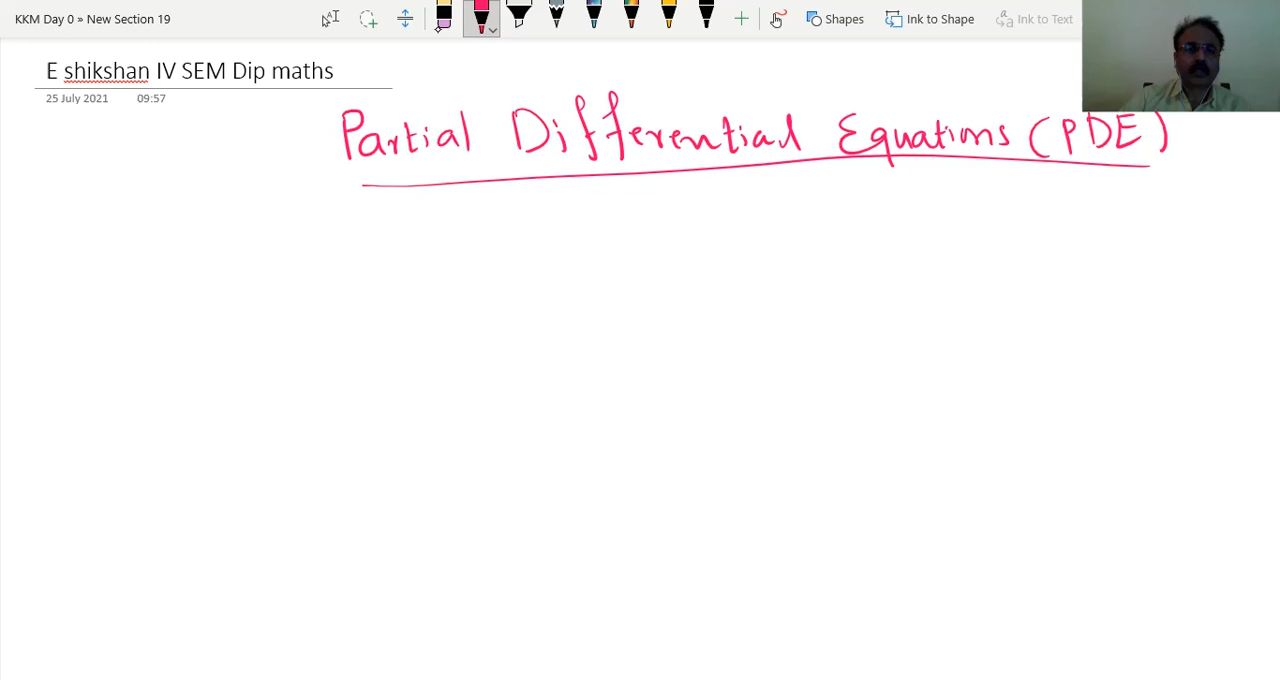 KKM Day 0 » New Section 19
Shapes
Ink to Shape
Ink to Text
E shikshan IV SEM Dip maths
25 July 2021 09:57
Partial Differential Equations (PDE)